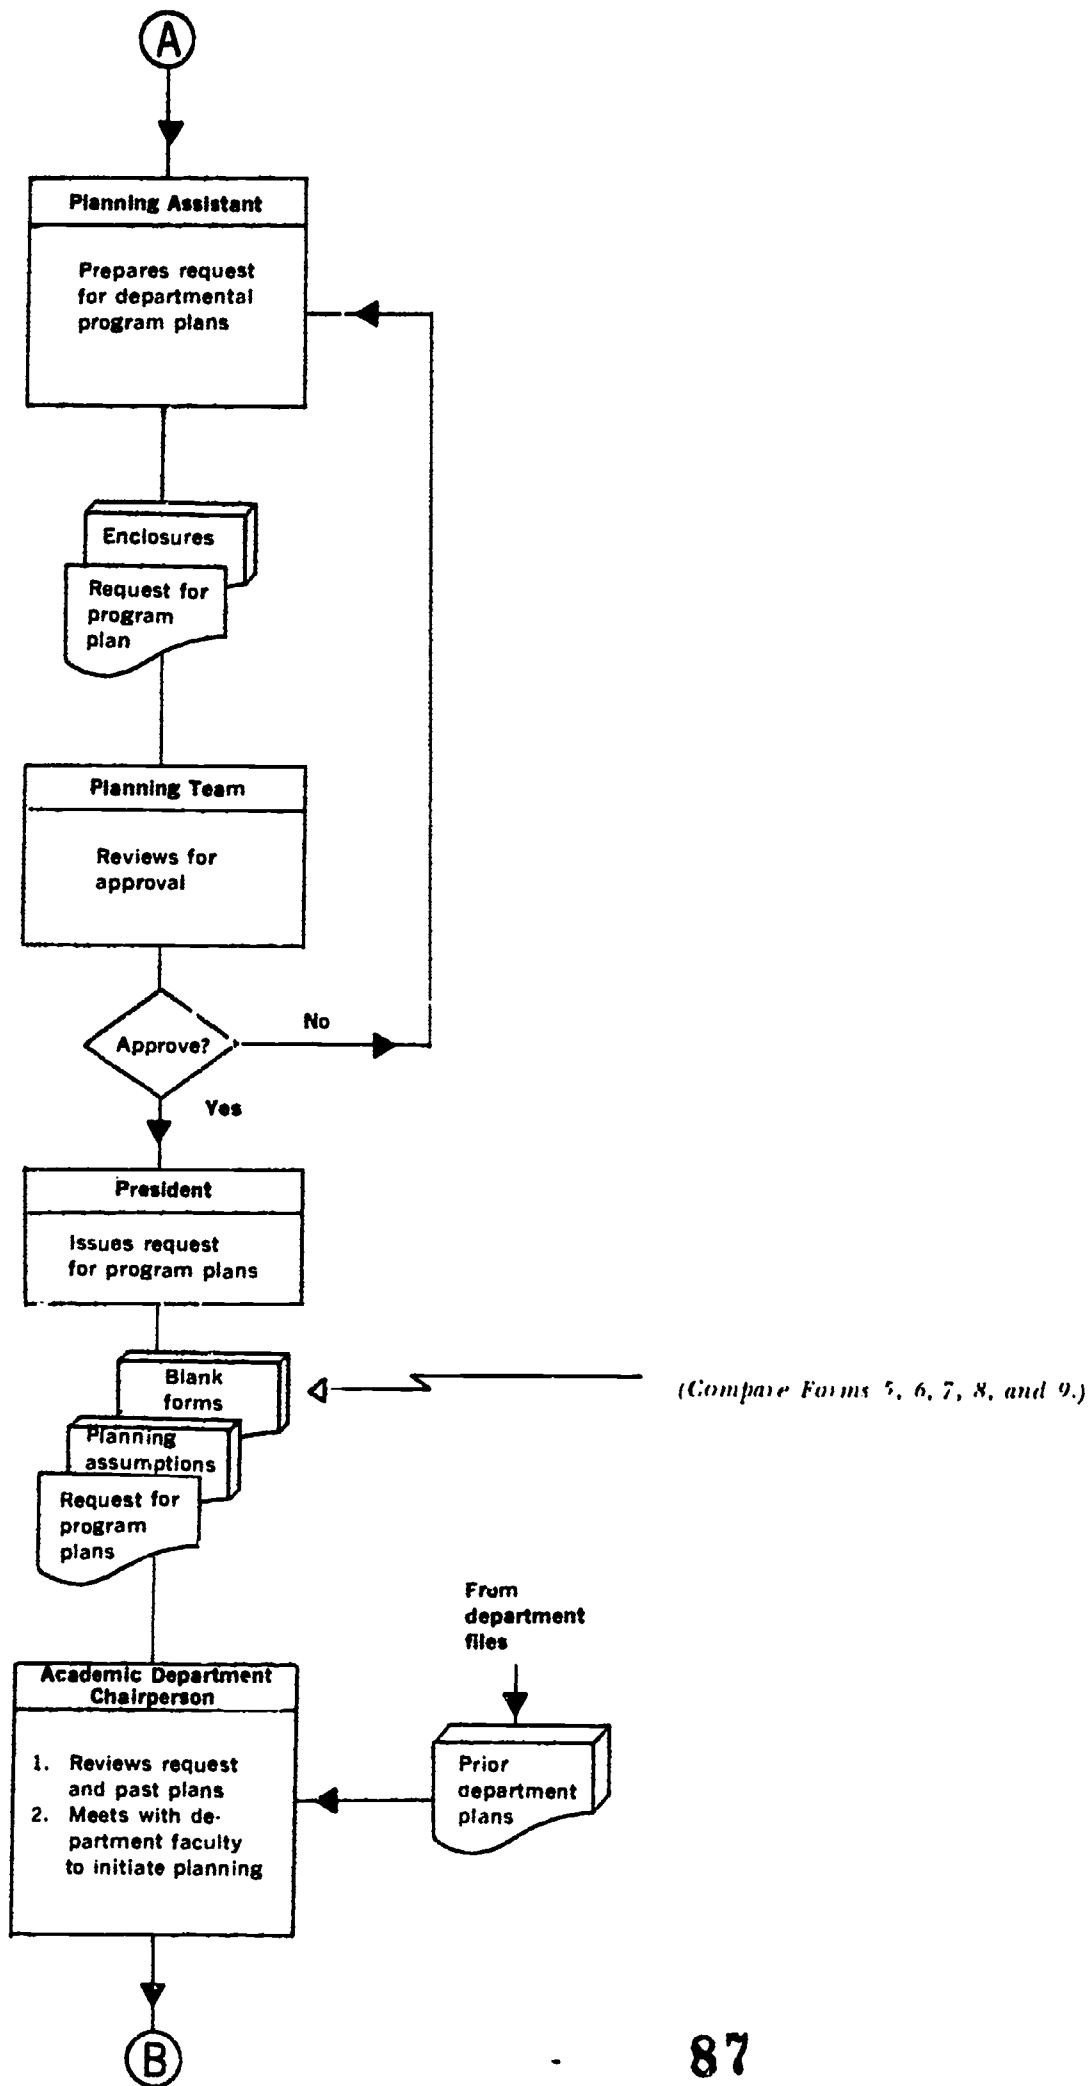 A
Planning Assistant
Prepares request
for departmental
program plans
Enclosures
Request for
program
plan
Planning Team
Reviews for
approval
Approve?
No
Yes
President
Issues request
for program plans
Blank
forms
(Compare Forms 5, 6, 7, 8, and 9.)
Planning
assumptions
Request for
program
plans
From
department
files
Academic Department
Chairperson
1. Reviews request
and past plans
2. Meets with de-
partment faculty
to initiate planning
Prior
department
plans
B
87